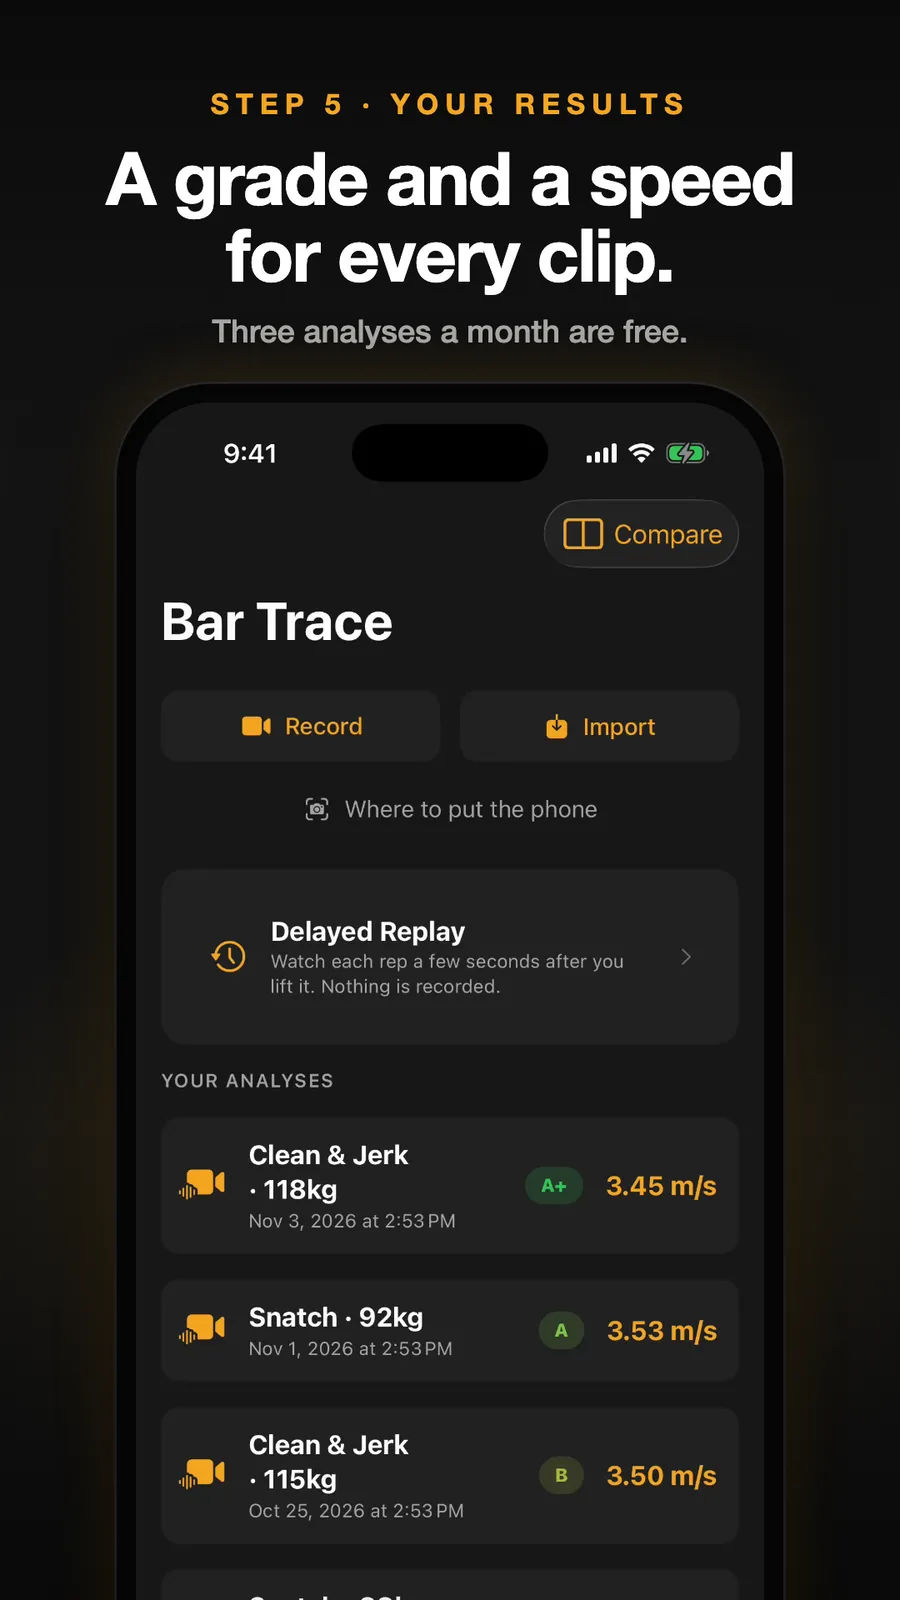 STEP 5 · YOUR RESULTS
A grade and a speed
for every clip.
Three analyses a month are free.
9:41
Compare
Bar Trace
Record
Import
Where to put the phone
Delayed Replay
Watch each rep a few seconds after you
lift it. Nothing is recorded.
YOUR ANALYSES
Clean & Jerk
· 118kg
A+
3.45 m/s
Nov 3, 2026 at 2:53 PM
Snatch · 92kg
A
3.53 m/s
Nov 1, 2026 at 2:53 PM
Clean & Jerk
· 115kg
B
3.50 m/s
Oct 25, 2026 at 2:53 PM